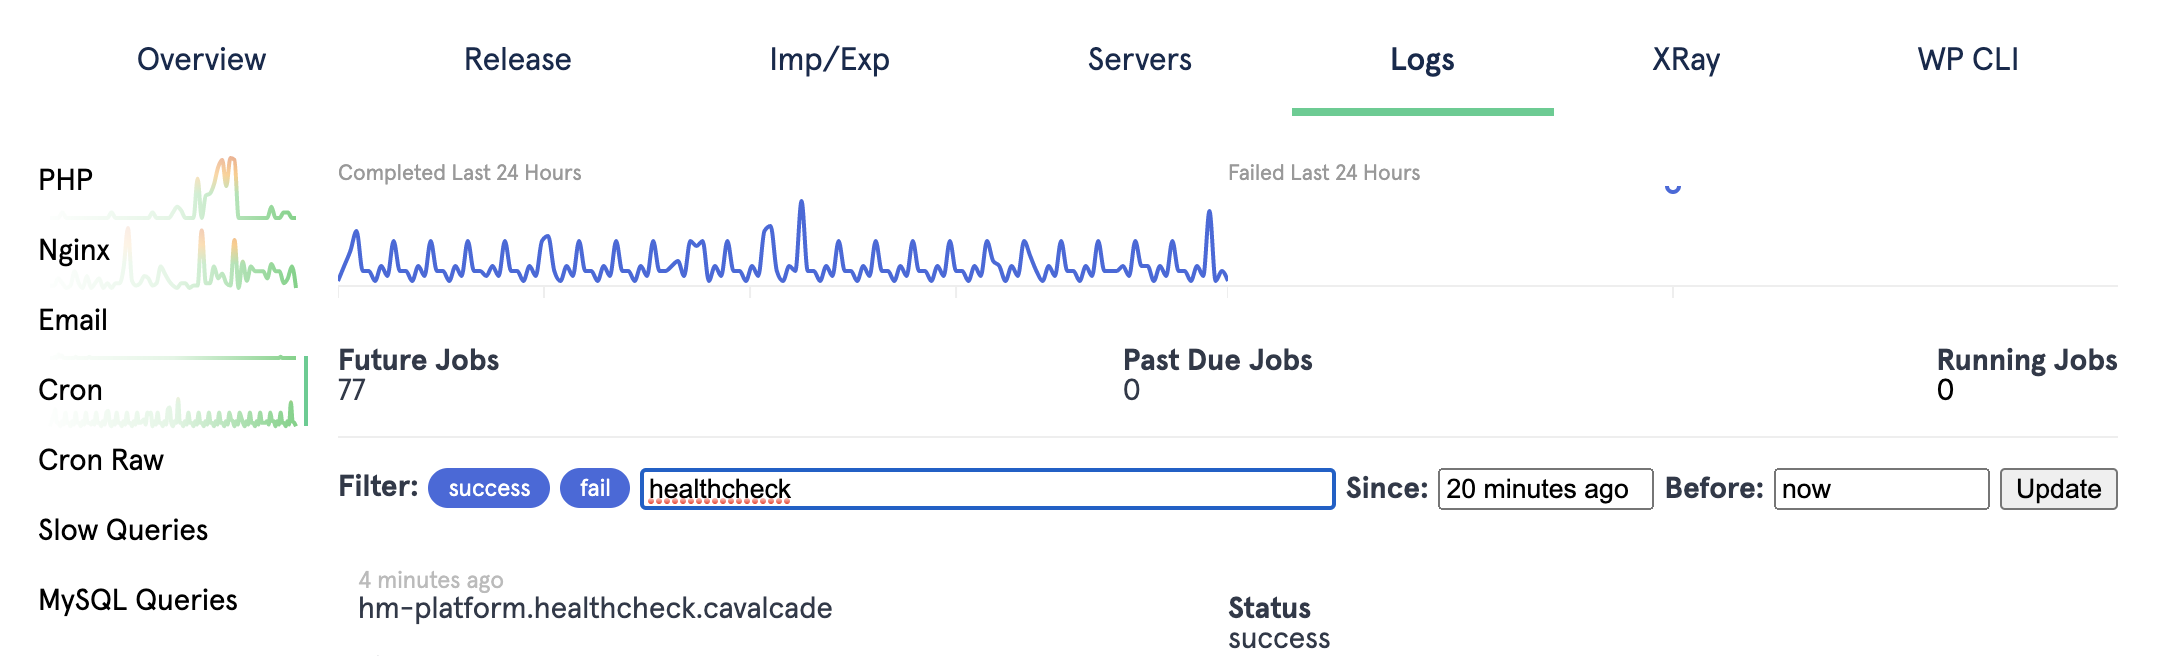 Overview Release Imp/Exp Servers Logs XRay WP CLI
PHP
Nginx
Email
Cron
Cron Raw
Slow Queries
MySQL Queries
Completed Last 24 Hours
Failed Last 24 Hours
Future Jobs
77
Past Due Jobs
0
Running Jobs
0
Filter: success fail healthcheck Since: 20 minutes ago Before: now Update
4 minutes ago
hm-platform.healthcheck.cavalcade
Status
success